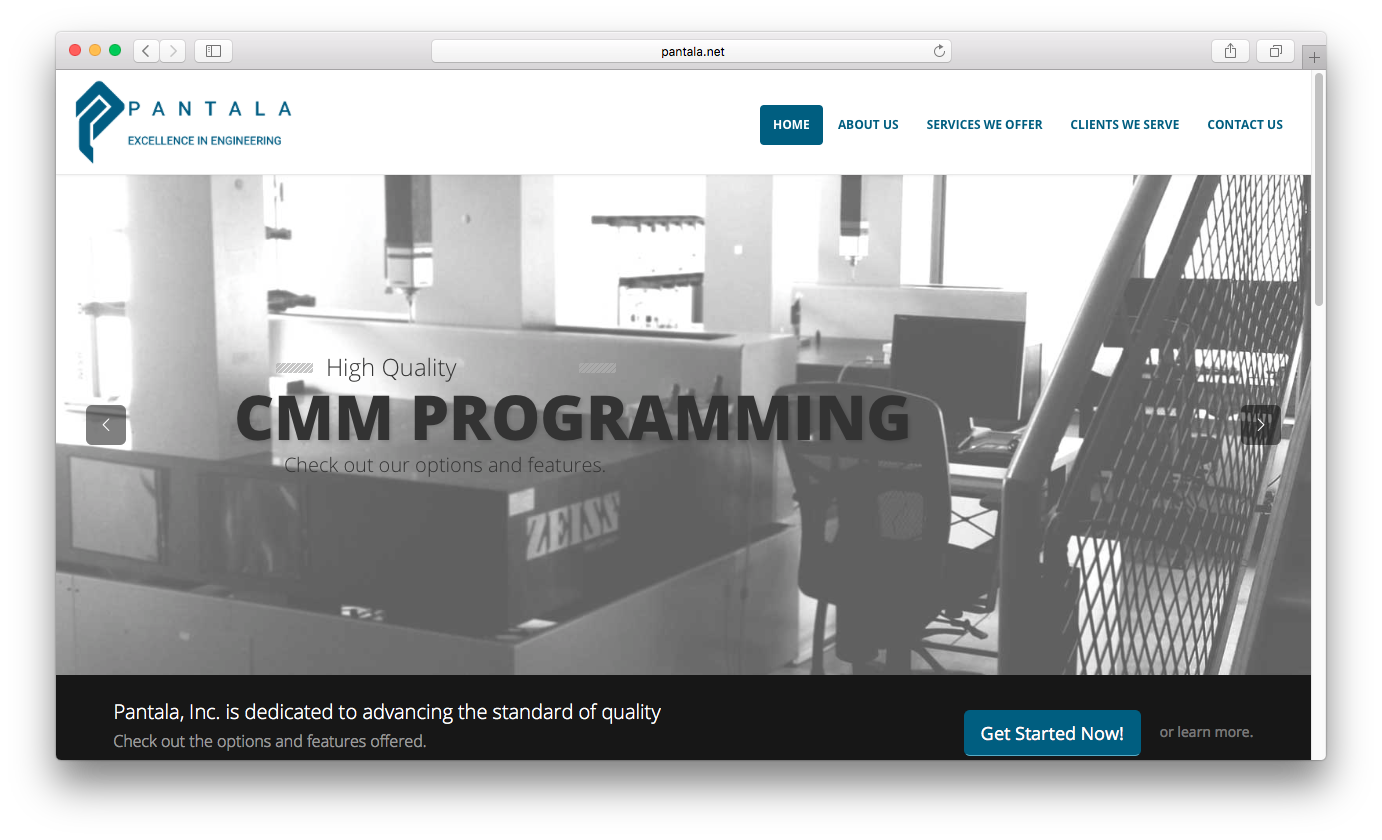 pantala.net
PANTALA
EXCELLENCE IN ENGINEERING
HOME
ABOUT US
SERVICES WE OFFER
CLIENTS WE SERVE
CONTACT US
High Quality
CMM PROGRAMMING
Check out our options and features.
Pantala, Inc. is dedicated to advancing the standard of quality
Check out the options and features offered.
Get Started Now!
or learn more.